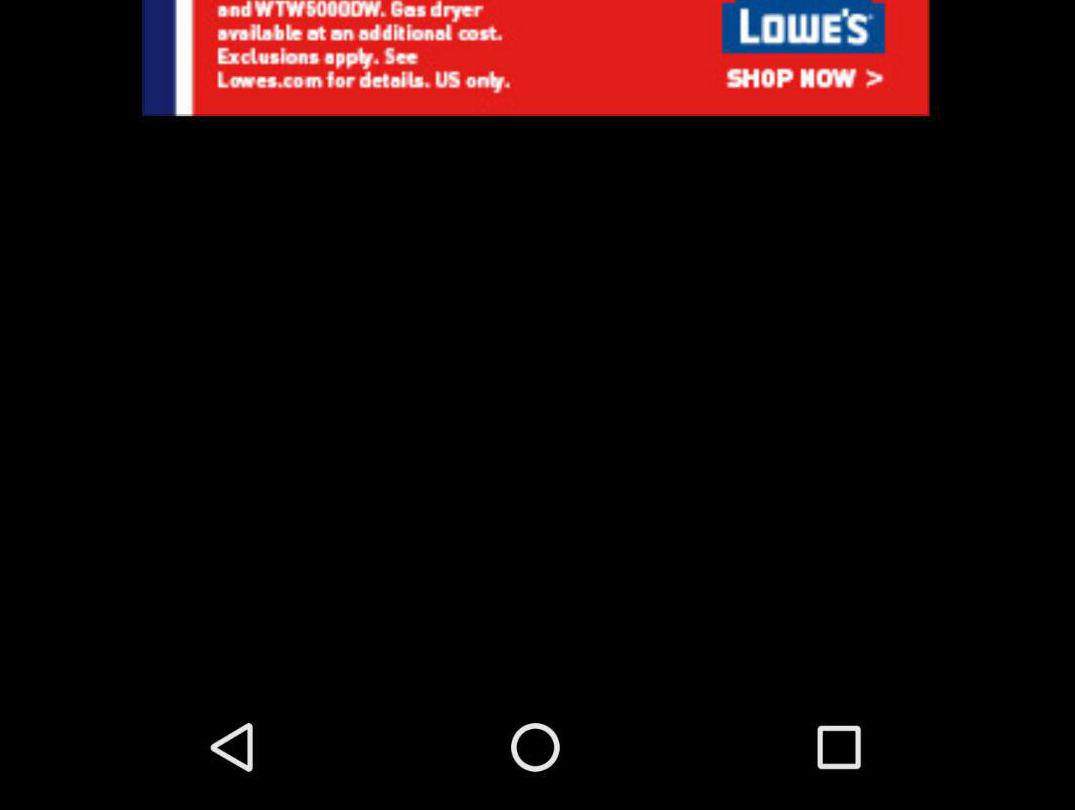 and WTW5000DW. Gas dryer
available at an additional cost.
Exclusions apply. See
Lowes.com for details. US only.
LOWE'S
SHOP NOW >